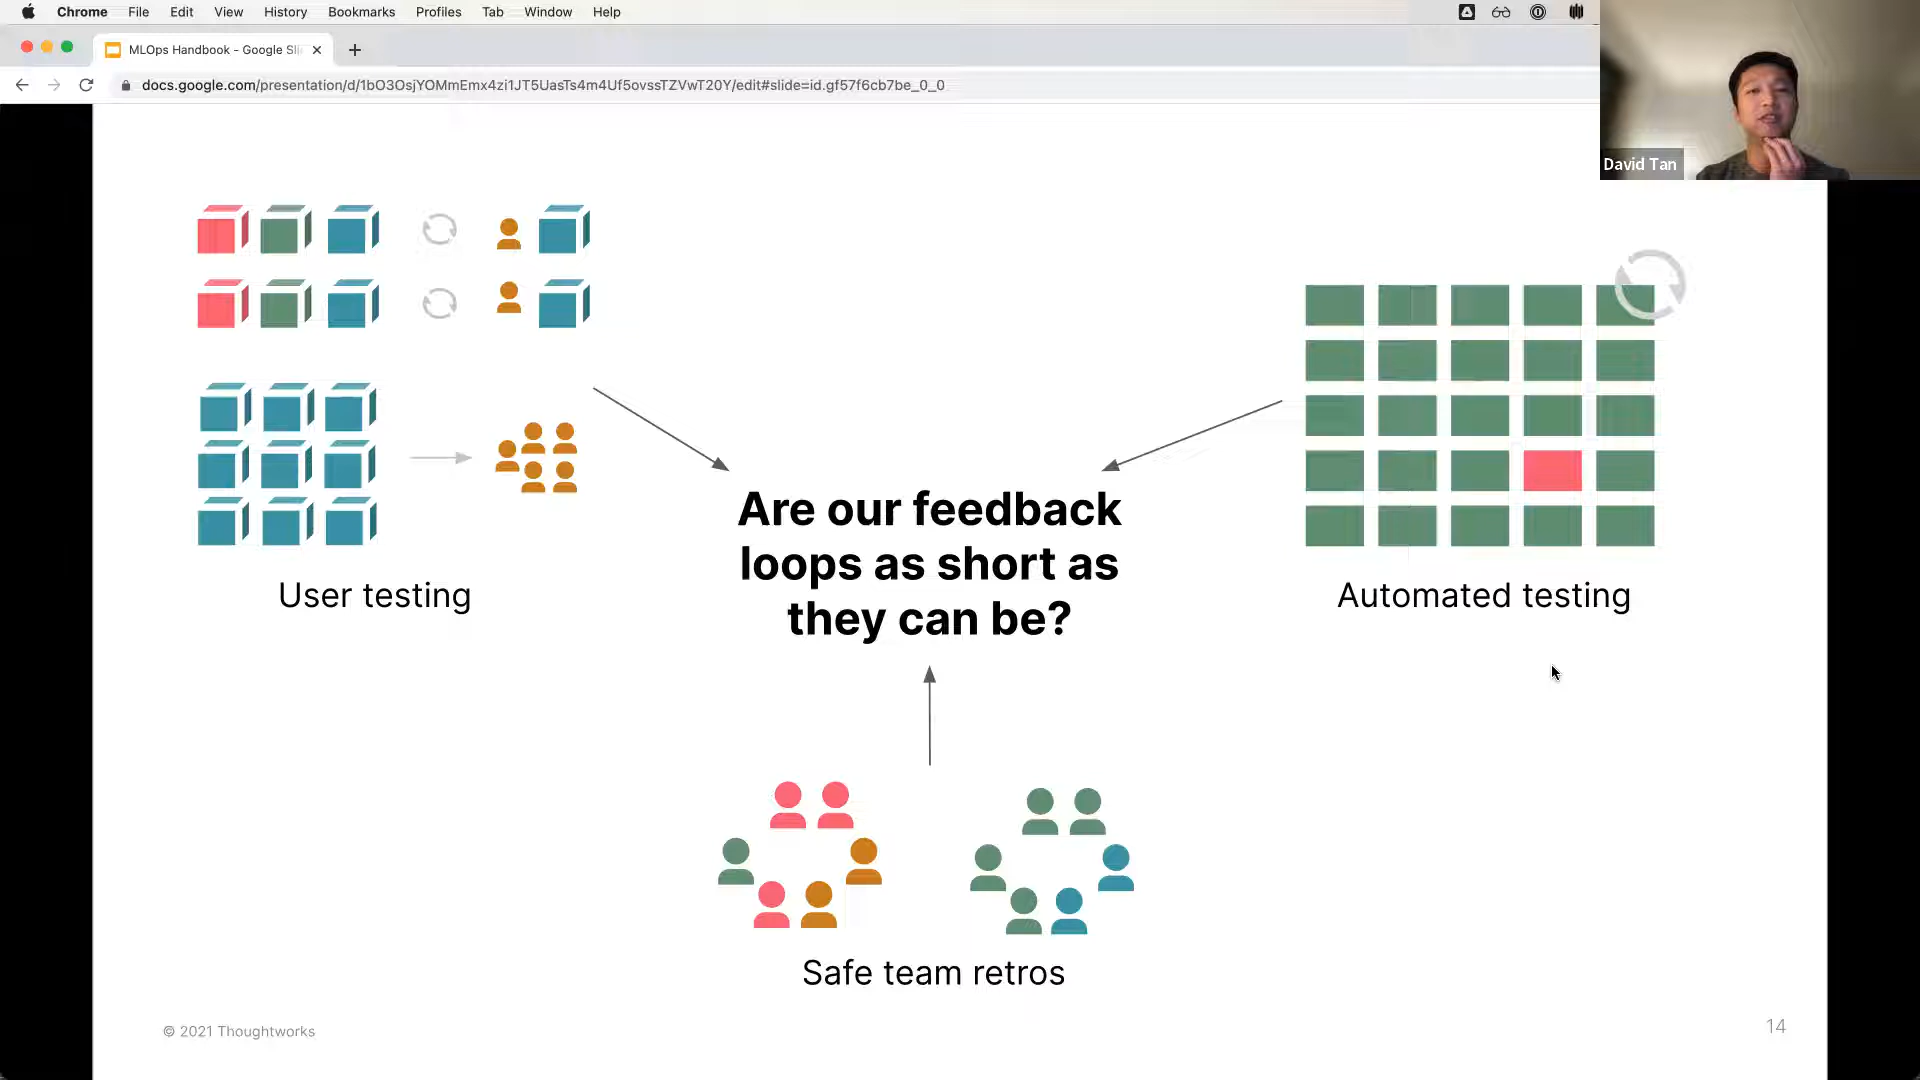 Chrome File Edit View History Bookmarks Profiles Tab Window Help
MLOps Handbook - Google Sli
docs.google.com/presentation/d/1bO3OsjYOMmEmx4zi1JT5UasTs4m4Uf5ovssTZVwT20Y/edit#slide=id.gf57f6cb7be_0_0
David Tan
Are our feedback
loops as short as
they can be?
User testing
Automated testing
Safe team retros
© 2021 Thoughtworks
14